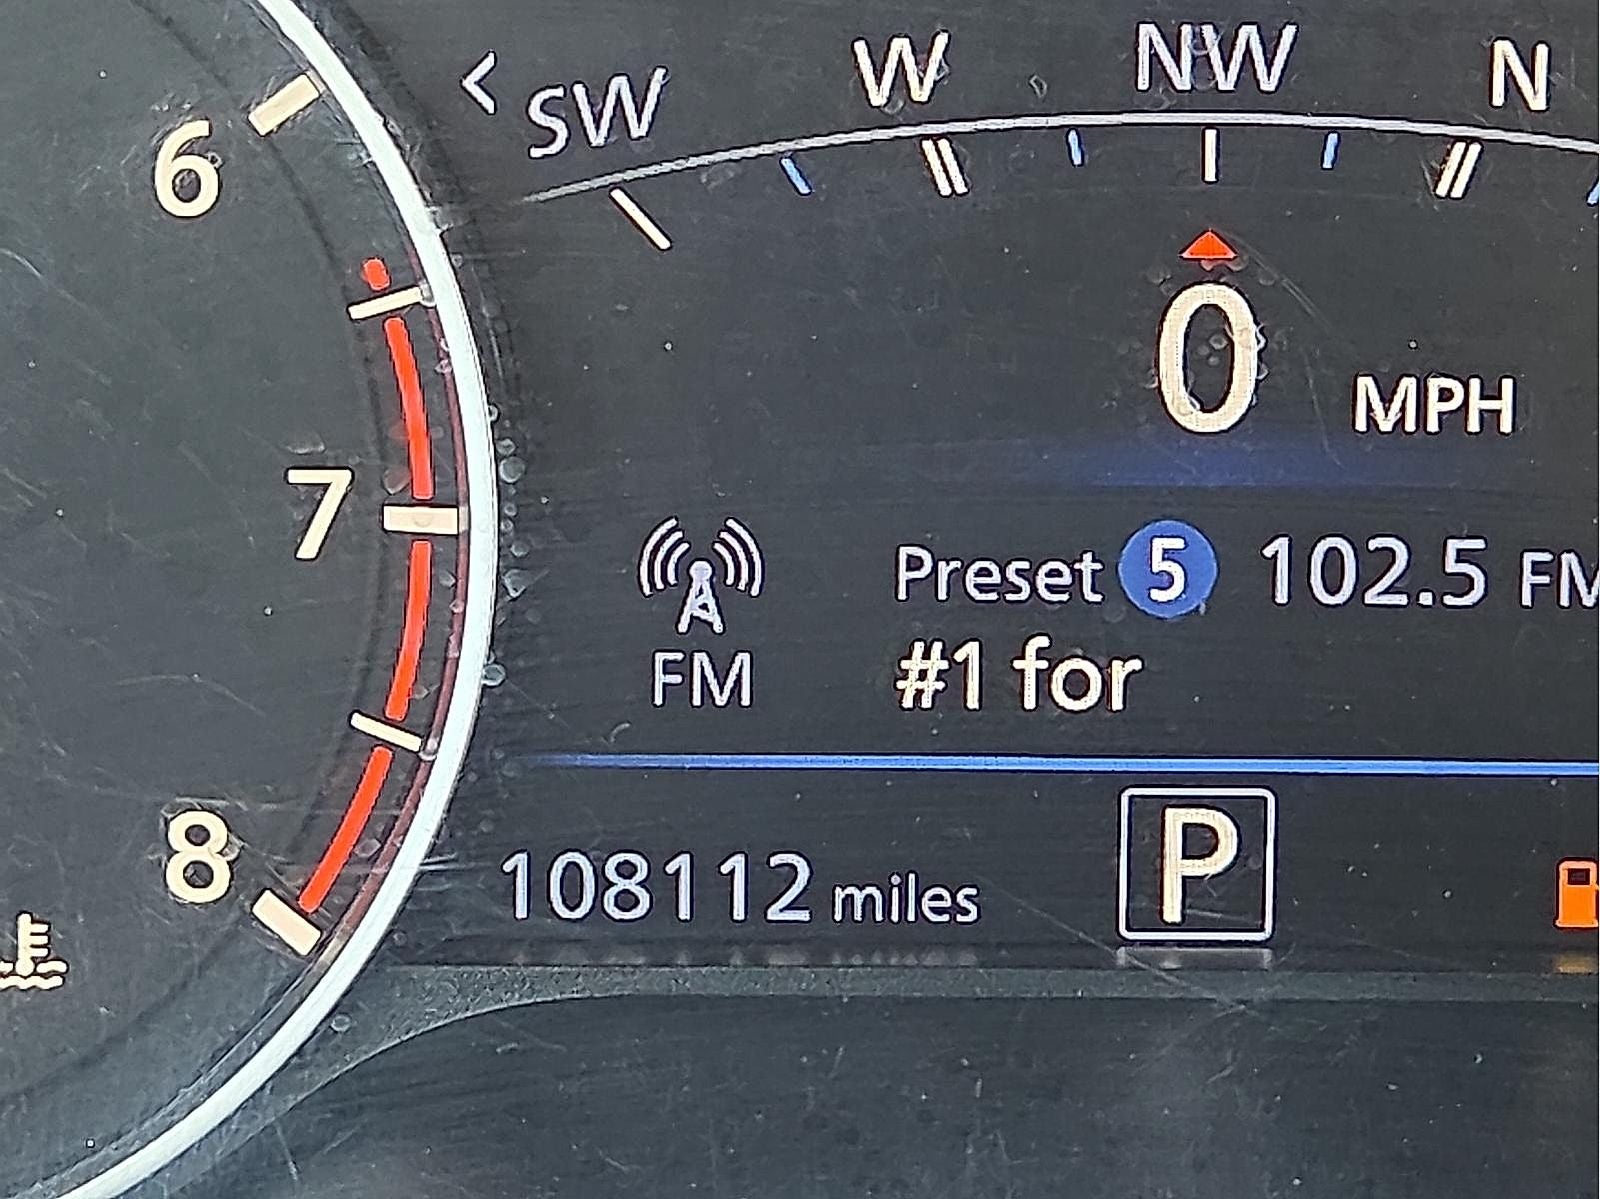 < SW W NW N
6
0 MPH
7
Preset 5 102.5 FM
#1 for
FM
8
108112 miles P